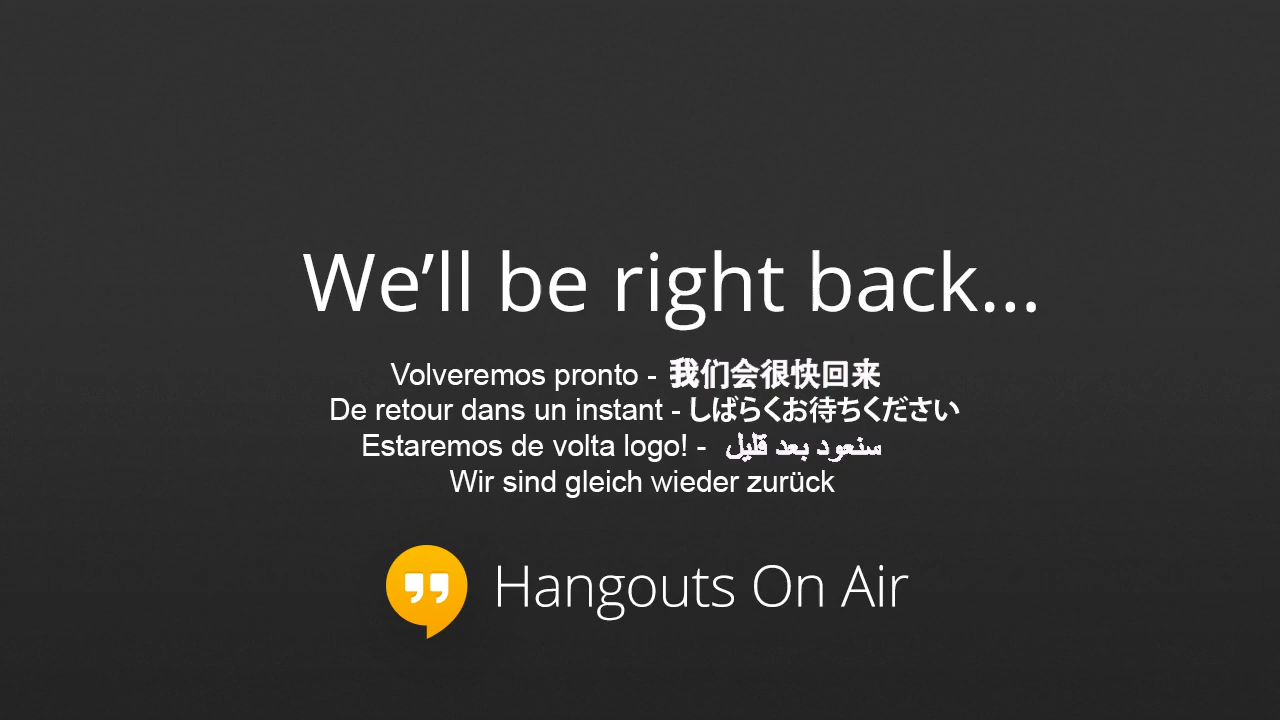 We’ll be right back...
Volveremos pronto - 我们会很快回来
De retour dans un instant - しばらくお待ちください
Estaremos de volta logo! - سنعود بعد قليل
Wir sind gleich wieder zurück
Hangouts On Air